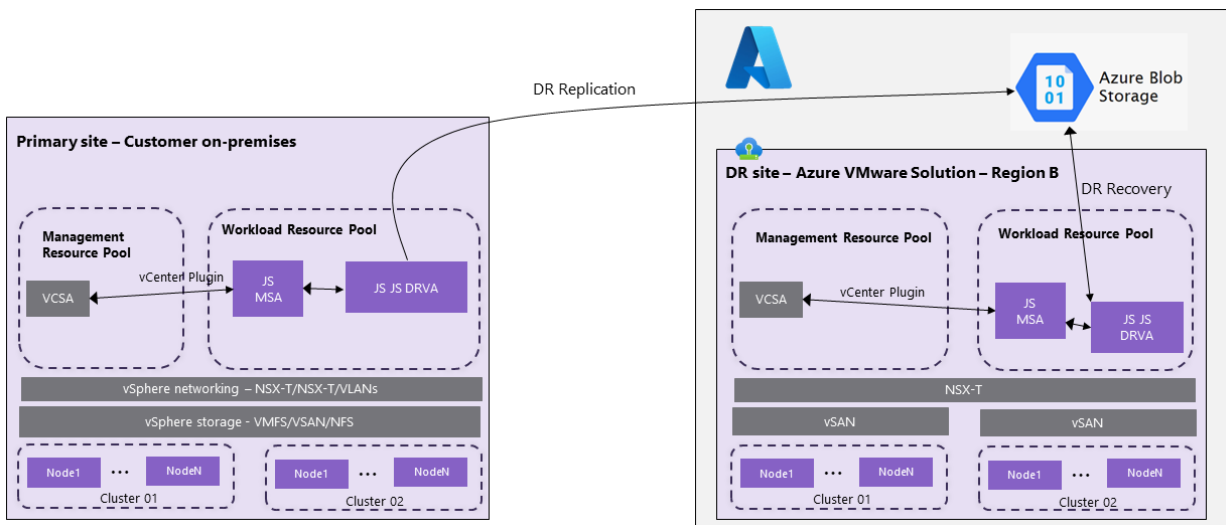 DR Replication
10
01
Azure Blob
Storage
Primary site – Customer on-premises
Management
Resource Pool
Workload Resource Pool
vCenter Plugin
VCSA
JS
MSA
JS JS DRVA
vSphere networking – NSX-T/NSX-T/VLANs
vSphere storage - VMFS/VSAN/NFS
Node1
...
NodeN
Cluster 01
Node1
...
NodeN
Cluster 02
DR site – Azure VMware Solution – Region B
DR Recovery
Management Resource Pool
Workload Resource Pool
VCSA
vCenter Plugin
JS
MSA
JS JS
DRVA
NSX-T
vSAN
vSAN
Node1
...
NodeN
Cluster 01
Node1
...
NodeN
Cluster 02